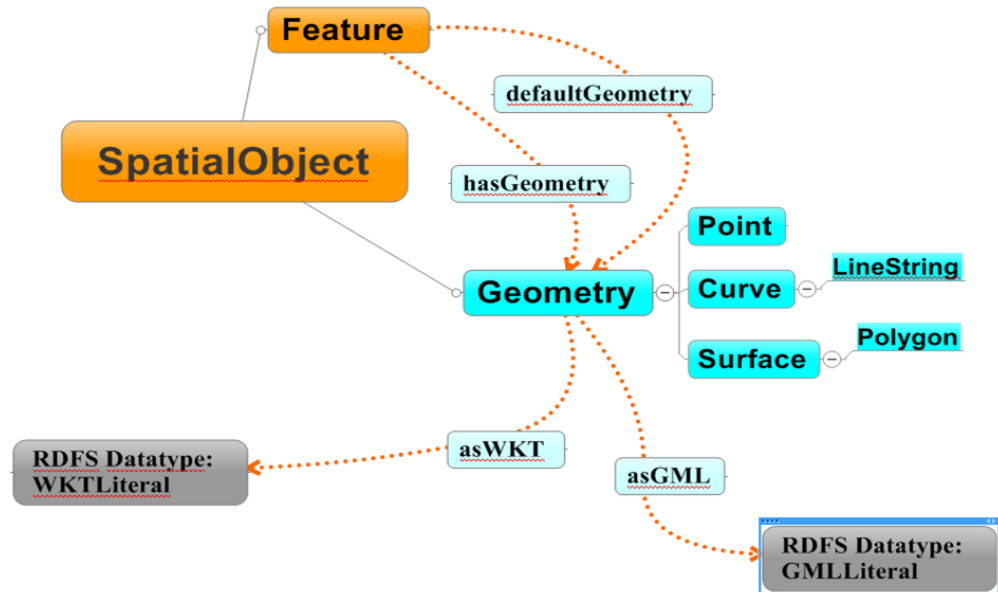 Feature
defaultGeometry
SpatialObject
hasGeometry
Point
Geometry
Curve
LineString
Surface
Polygon
asWKT
RDFS Datatype:
WKTLiteral
asGML
RDFS Datatype:
GMLLiteral